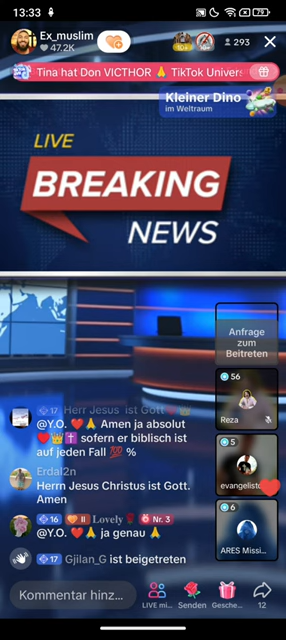 13:33
79
Ex_muslim
47.2K
293
Tina hat Don VICTHOR 🙏 TikTok Univers
Kleiner Dino
im Weltraum
LIVE
BREAKING
NEWS
Anfrage
zum
Beitreten
56
Reza
5
evangelist
6
ARES Missi...
17 Herr Jesus ist Gott
@Y.O. ❤️🙏 Amen ja absolut
❤️👑✝️ sofern er biblisch ist
auf jeden Fall 💯 %
Erdal2n
Herrn Jesus Christus ist Gott.
Amen
16 II Lovely🌹 Nr. 3
@Y.O. ❤️🙏 ja genau 🙏
17 Gjilan_G ist beigetreten
Kommentar hinz...
LIVE mi...
Senden
Gesche...
12